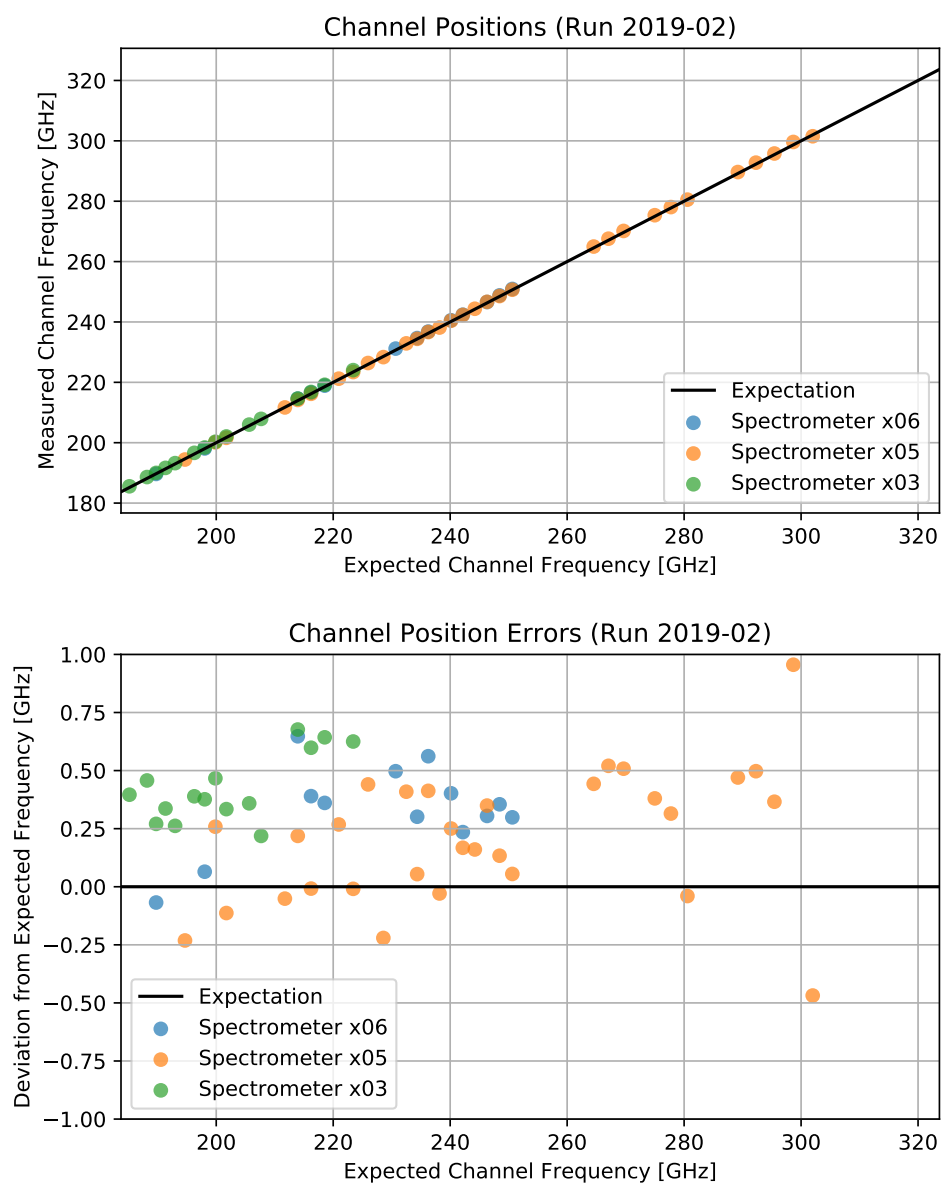 Channel Positions (Run 2019-02)
Measured Channel Frequency [GHz]
320
300
280
260
240
220
200
180
Expectation
Spectrometer x06
Spectrometer x05
Spectrometer x03
200 220 240 260 280 300 320
Expected Channel Frequency [GHz]
Channel Position Errors (Run 2019-02)
Deviation from Expected Frequency [GHz]
1.00
0.75
0.50
0.25
0.00
−0.25
−0.50
−0.75
−1.00
Expectation
Spectrometer x06
Spectrometer x05
Spectrometer x03
200 220 240 260 280 300 320
Expected Channel Frequency [GHz]